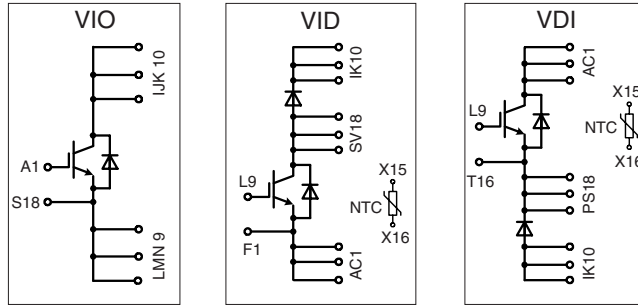 VIO
IJK 10
A1
S18
LMN 9
VID
IK10
SV18
L9
X15
NTC
X16
F1
AC1
VDI
AC1
L9
X15
NTC
X16
T16
PS18
IK10